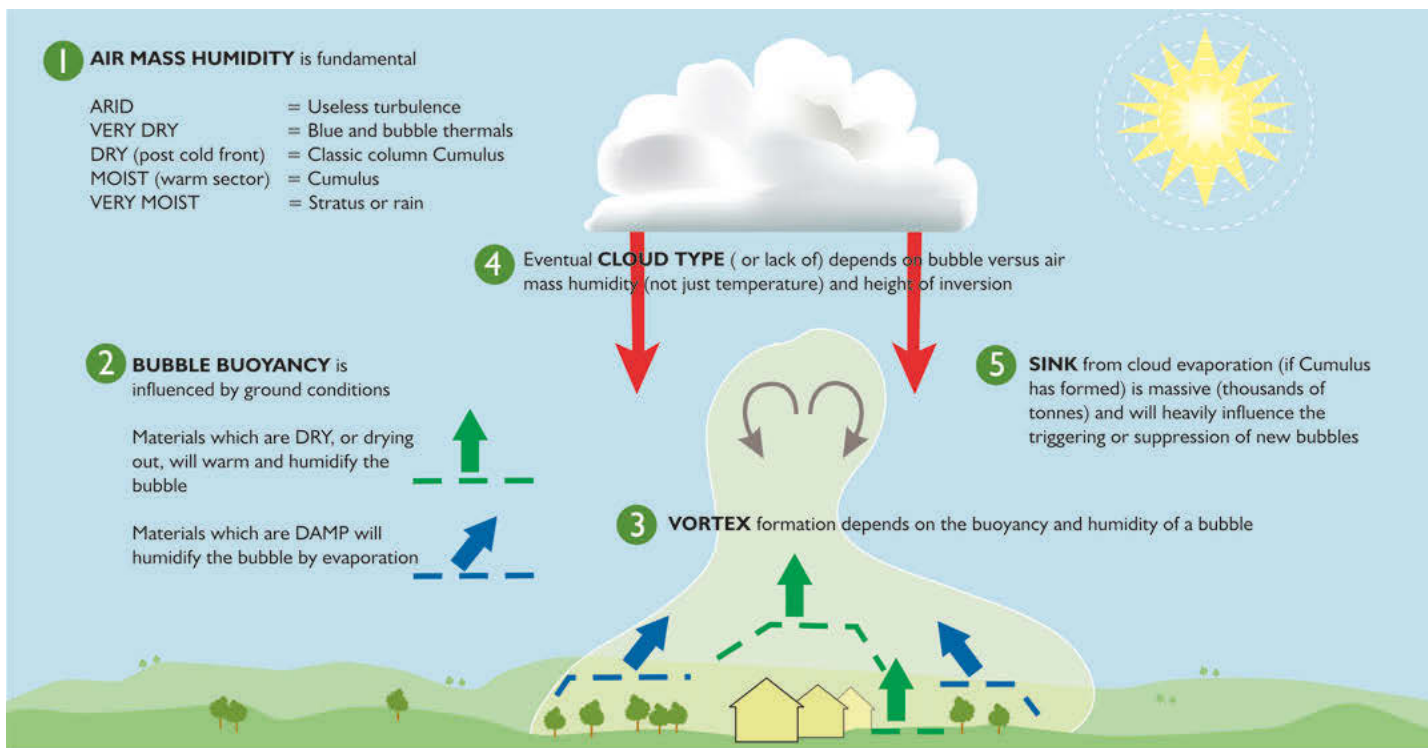 1 AIR MASS HUMIDITY is fundamental
ARID = Useless turbulence
VERY DRY = Blue and bubble thermals
DRY (post cold front) = Classic column Cumulus
MOIST (warm sector) = Cumulus
VERY MOIST = Stratus or rain
4 Eventual CLOUD TYPE ( or lack of) depends on bubble versus air
mass humidity (not just temperature) and height of inversion
2 BUBBLE BUOYANCY is
influenced by ground conditions
Materials which are DRY, or drying
out, will warm and humidify the
bubble
Materials which are DAMP will
humidify the bubble by evaporation
5 SINK from cloud evaporation (if Cumulus
has formed) is massive (thousands of
tonnes) and will heavily influence the
triggering or suppression of new bubbles
3 VORTEX formation depends on the buoyancy and humidity of a bubble